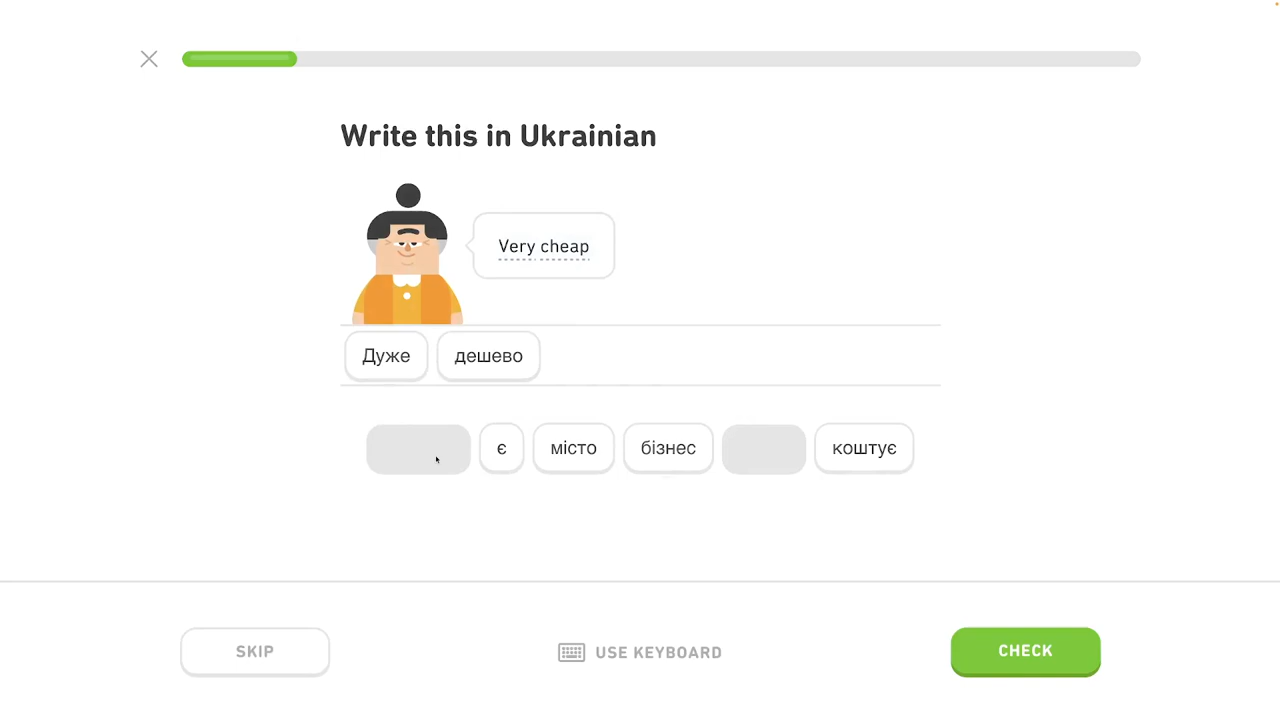 Write this in Ukrainian
Very cheap
Дуже дешево
є місто бізнес коштує
SKIP USE KEYBOARD CHECK